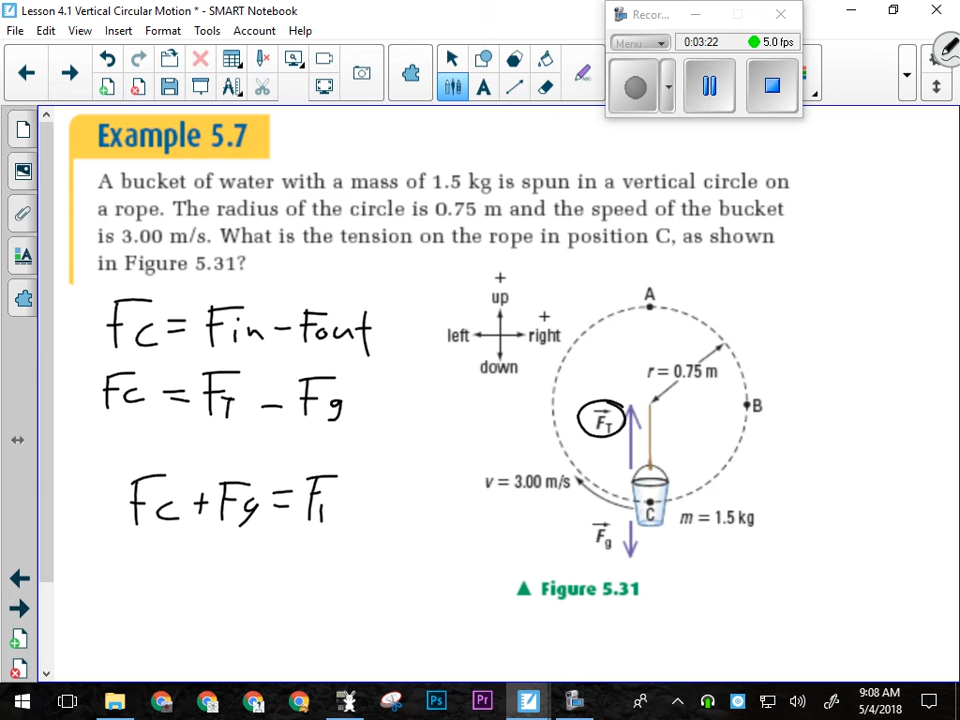 Lesson 4.1 Vertical Circular Motion * - SMART Notebook
File Edit View Insert Format Tools Account Help
Recor...
Menu
0:03:22
5.0 fps
Example 5.7
A bucket of water with a mass of 1.5 kg is spun in a vertical circle on
a rope. The radius of the circle is 0.75 m and the speed of the bucket
is 3.00 m/s. What is the tension on the rope in position C, as shown
in Figure 5.31?
Fc = Fin - Fout
Fc = FT - Fg
Fc + Fg = FT
+
up
+
left right
down
A
r = 0.75 m
B
FT
v = 3.00 m/s
C
m = 1.5 kg
Fg
▲ Figure 5.31
9:08 AM
5/4/2018